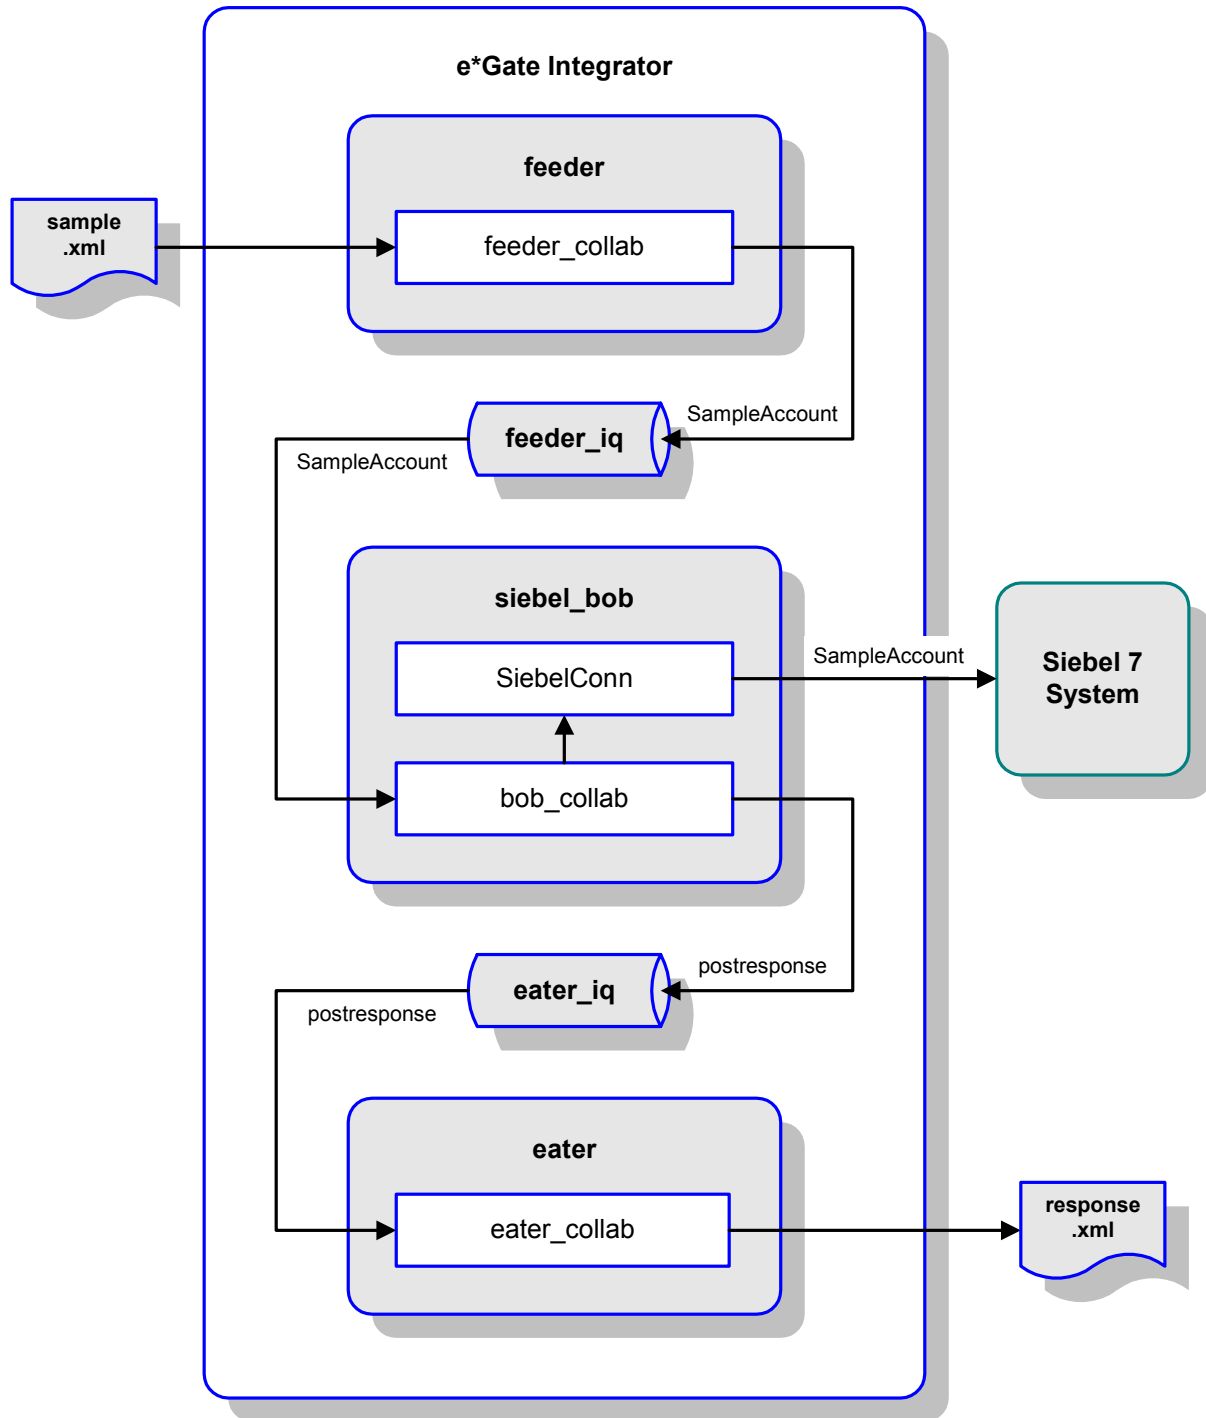 e*Gate Integrator
feeder
sample
.xml
feeder_collab
SampleAccount
feeder_iq
SampleAccount
siebel_bob
SampleAccount
SiebelConn
Siebel 7
System
bob_collab
postresponse
eater_iq
postresponse
eater
eater_collab
response
.xml